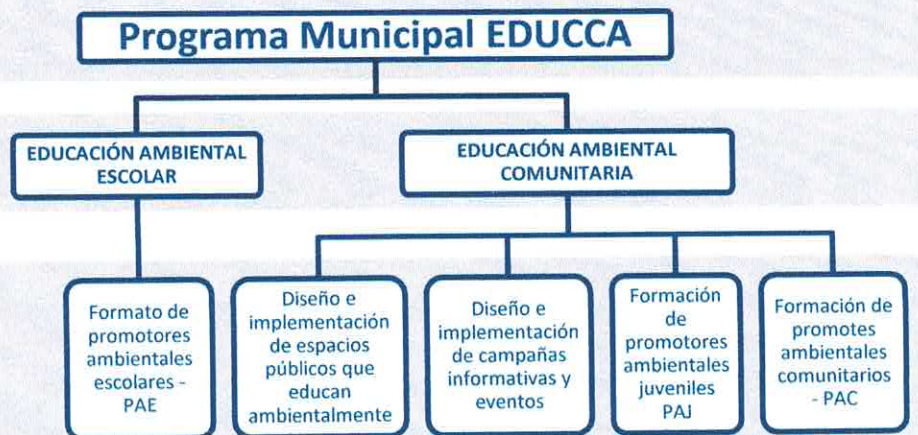 Programa Municipal EDUCCA
EDUCACIÓN AMBIENTAL
ESCOLAR
EDUCACIÓN AMBIENTAL
COMUNITARIA
Formato de
promotores
ambientales
escolares -
PAE
Diseño e
implementación
de espacios
públicos que
educan
ambientalmente
Diseño e
implementación
de campañas
informativas y
eventos
Formación
de
promotores
ambientales
juveniles
PAJ
Formación de
promotes
ambientales
comunitarios
- PAC